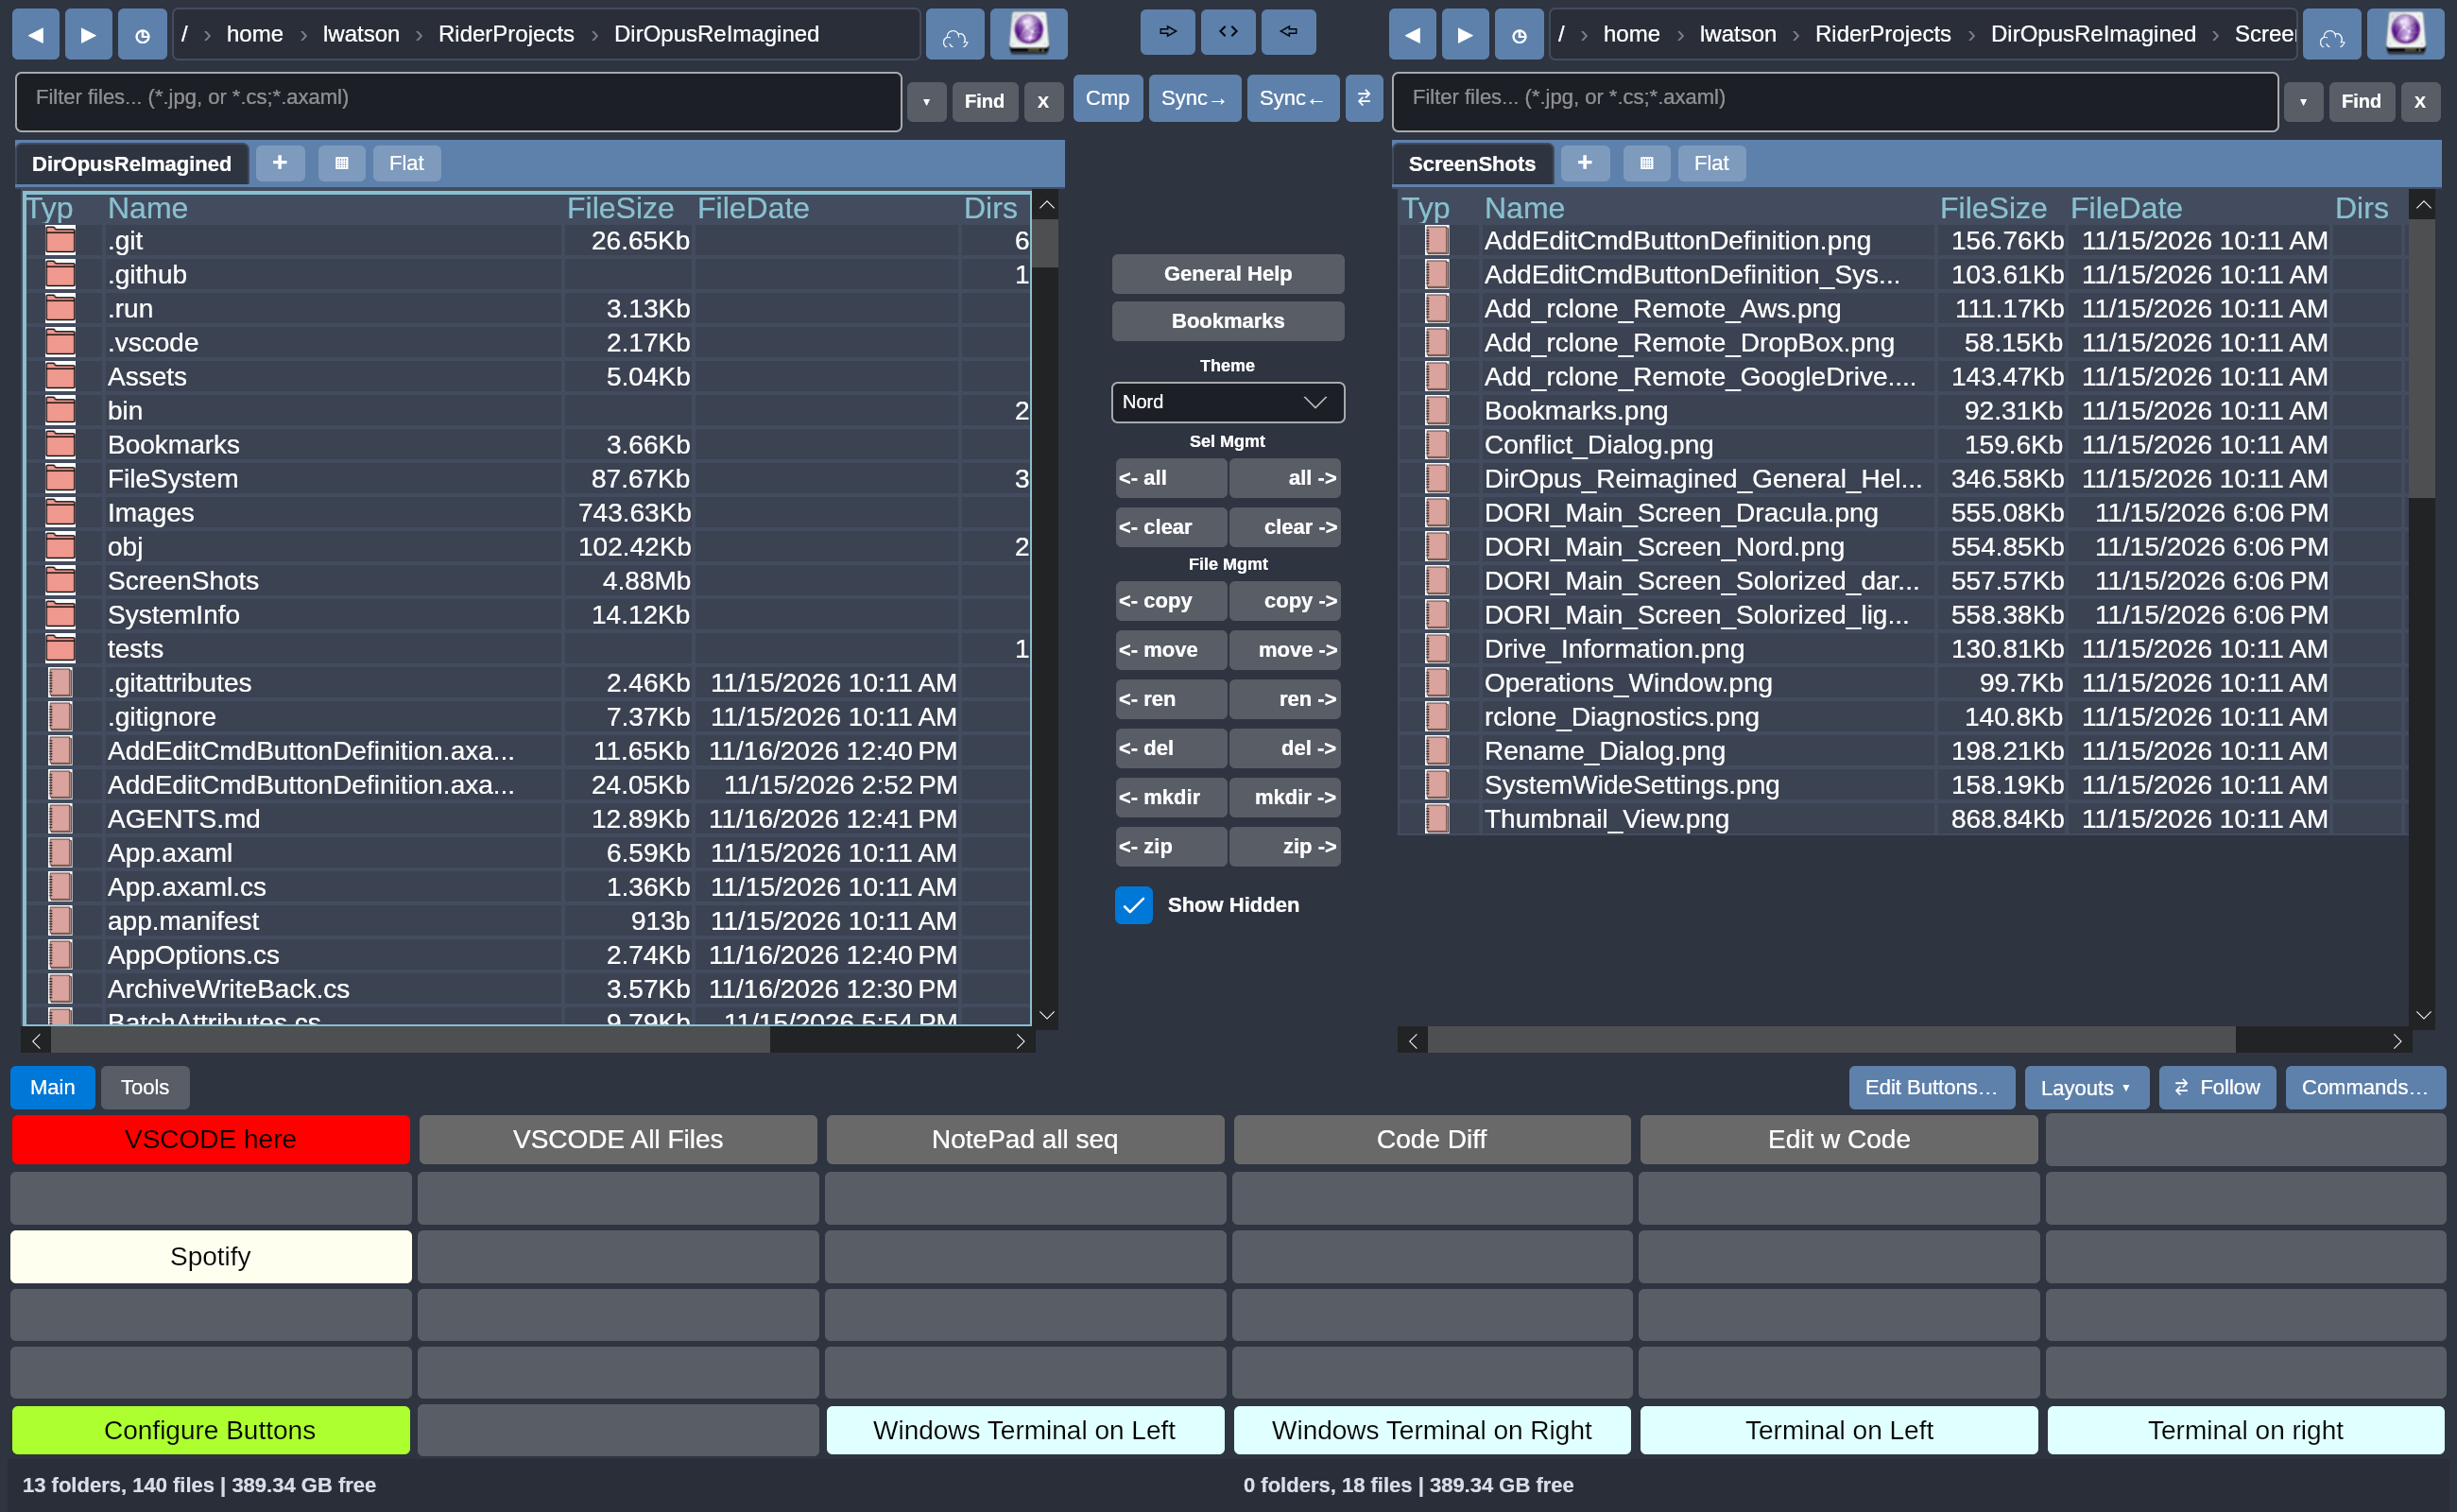 / › home › lwatson › RiderProjects › DirOpusReImagined
/ › home › lwatson › RiderProjects › DirOpusReImagined › Screen
Filter files... (*.jpg, or *.cs;*.axaml) Find x
Cmp Sync→ Sync←
Filter files... (*.jpg, or *.cs;*.axaml) Find x
DirOpusReImagined + Flat
Typ Name FileSize FileDate Dirs
.git 26.65Kb 6
.github 1
.run 3.13Kb
.vscode 2.17Kb
Assets 5.04Kb
bin 2
Bookmarks 3.66Kb
FileSystem 87.67Kb 3
Images 743.63Kb
obj 102.42Kb 2
ScreenShots 4.88Mb
SystemInfo 14.12Kb
tests 1
.gitattributes 2.46Kb 11/15/2026 10:11 AM
.gitignore 7.37Kb 11/15/2026 10:11 AM
AddEditCmdButtonDefinition.axa... 11.65Kb 11/16/2026 12:40 PM
AddEditCmdButtonDefinition.axa... 24.05Kb 11/15/2026 2:52 PM
AGENTS.md 12.89Kb 11/16/2026 12:41 PM
App.axaml 6.59Kb 11/15/2026 10:11 AM
App.axaml.cs 1.36Kb 11/15/2026 10:11 AM
app.manifest 913b 11/15/2026 10:11 AM
AppOptions.cs 2.74Kb 11/16/2026 12:40 PM
ArchiveWriteBack.cs 3.57Kb 11/16/2026 12:30 PM
BatchAttributes.cs 9.79Kb 11/15/2026 5:54 PM
General Help
Bookmarks
Theme
Nord
Sel Mgmt
<- all all ->
<- clear clear ->
File Mgmt
<- copy copy ->
<- move move ->
<- ren ren ->
<- del del ->
<- mkdir mkdir ->
<- zip zip ->
Show Hidden
ScreenShots + Flat
Typ Name FileSize FileDate Dirs
AddEditCmdButtonDefinition.png 156.76Kb 11/15/2026 10:11 AM
AddEditCmdButtonDefinition_Sys... 103.61Kb 11/15/2026 10:11 AM
Add_rclone_Remote_Aws.png 111.17Kb 11/15/2026 10:11 AM
Add_rclone_Remote_DropBox.png 58.15Kb 11/15/2026 10:11 AM
Add_rclone_Remote_GoogleDrive.... 143.47Kb 11/15/2026 10:11 AM
Bookmarks.png 92.31Kb 11/15/2026 10:11 AM
Conflict_Dialog.png 159.6Kb 11/15/2026 10:11 AM
DirOpus_Reimagined_General_Hel... 346.58Kb 11/15/2026 10:11 AM
DORI_Main_Screen_Dracula.png 555.08Kb 11/15/2026 6:06 PM
DORI_Main_Screen_Nord.png 554.85Kb 11/15/2026 6:06 PM
DORI_Main_Screen_Solorized_dar... 557.57Kb 11/15/2026 6:06 PM
DORI_Main_Screen_Solorized_lig... 558.38Kb 11/15/2026 6:06 PM
Drive_Information.png 130.81Kb 11/15/2026 10:11 AM
Operations_Window.png 99.7Kb 11/15/2026 10:11 AM
rclone_Diagnostics.png 140.8Kb 11/15/2026 10:11 AM
Rename_Dialog.png 198.21Kb 11/15/2026 10:11 AM
SystemWideSettings.png 158.19Kb 11/15/2026 10:11 AM
Thumbnail_View.png 868.84Kb 11/15/2026 10:11 AM
Main Tools Edit Buttons… Layouts ▾ ⇄ Follow Commands…
VSCODE here VSCODE All Files NotePad all seq Code Diff Edit w Code
Spotify
Configure Buttons Windows Terminal on Left Windows Terminal on Right Terminal on Left Terminal on right
13 folders, 140 files | 389.34 GB free 0 folders, 18 files | 389.34 GB free